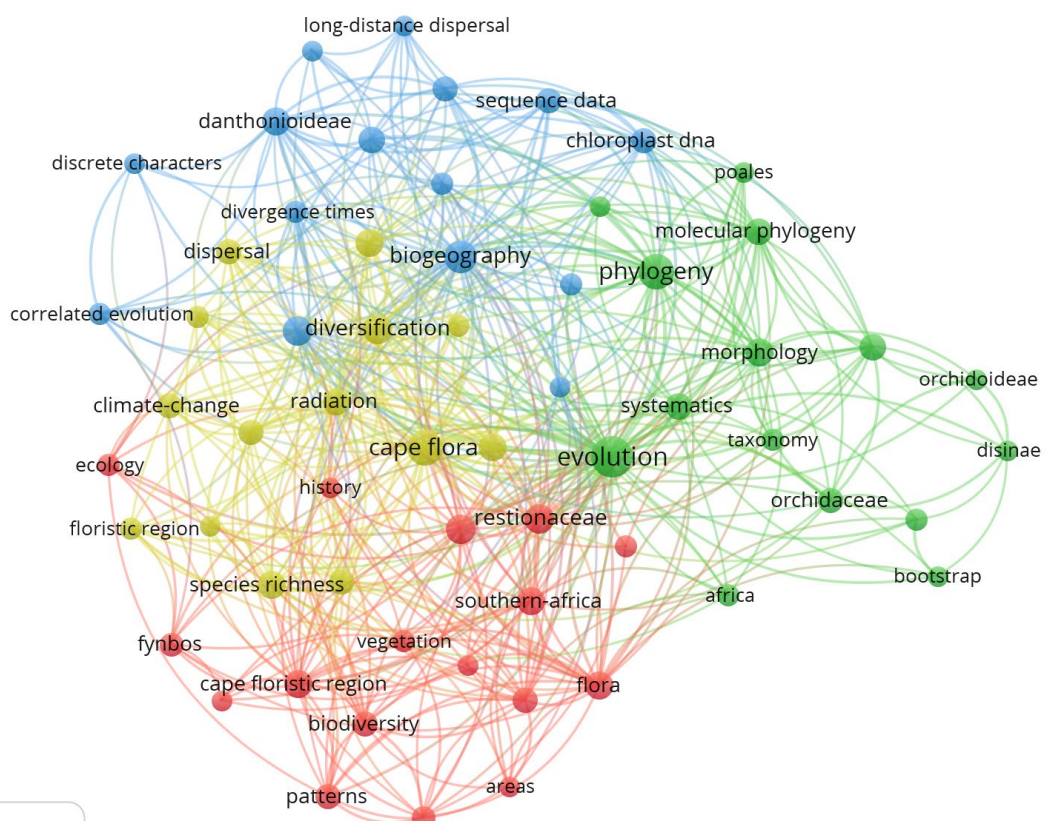 long-distance dispersal
sequence data
danthonioideae
chloroplast dna
discrete characters
poales
divergence times
molecular phylogeny
dispersal
biogeography
phylogeny
correlated evolution
diversification
morphology
orchidoideae
radiation
climate-change
systematics
taxonomy
cape flora
disinae
evolution
ecology
history
orchidaceae
restionaceae
floristic region
bootstrap
species richness
africa
southern-africa
vegetation
fynbos
cape floristic region
flora
biodiversity
areas
patterns